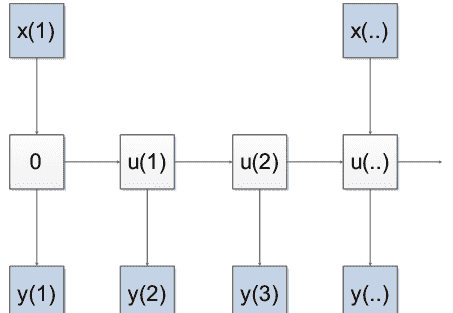 x(1) x(..)
0 u(1) u(2) u(..)
y(1) y(2) y(3) y(..)